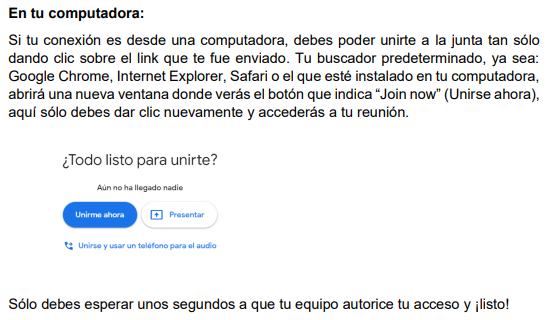 En tu computadora:
Si tu conexión es desde una computadora, debes poder unirte a la junta tan sólo
dando clic sobre el link que te fue enviado. Tu buscador predeterminado, ya sea:
Google Chrome, Internet Explorer, Safari o el que esté instalado en tu computadora,
abrirá una nueva ventana donde verás el botón que indica “Join now” (Unirse ahora),
aquí sólo debes dar clic nuevamente y accederás a tu reunión.
¿Todo listo para unirte?
Aún no ha llegado nadie
Unirme ahora
Presentar
Unirse y usar un teléfono para el audio
Sólo debes esperar unos segundos a que tu equipo autorice tu acceso y ¡listo!